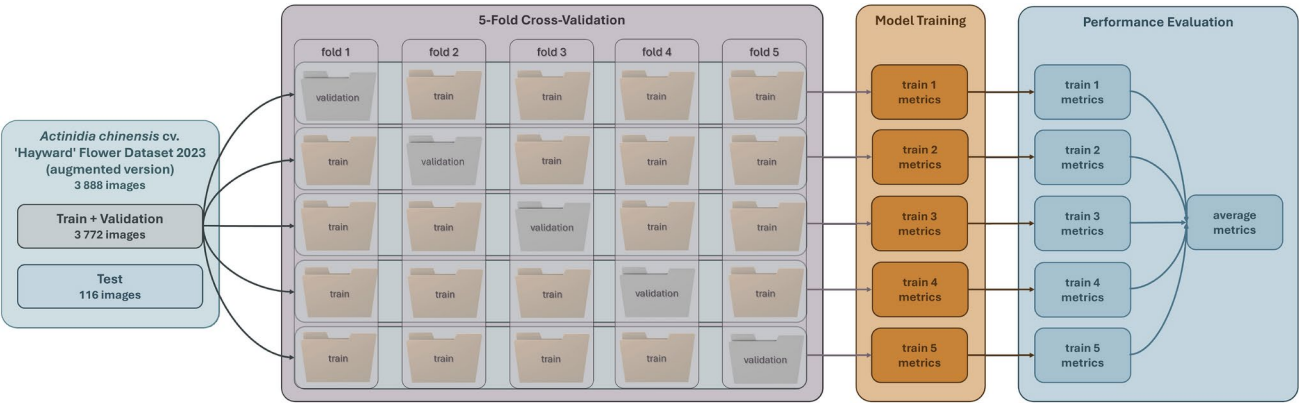 Actinidia chinensis cv.
'Hayward' Flower Dataset 2023
(augmented version)
3 888 images
Train + Validation
3 772 images
Test
116 images
5-Fold Cross-Validation
fold 1
fold 2
fold 3
fold 4
fold 5
validation
train
train
train
train
train
validation
train
train
train
train
train
validation
train
train
train
train
train
validation
train
train
train
train
train
validation
Model Training
train 1
metrics
train 2
metrics
train 3
metrics
train 4
metrics
train 5
metrics
Performance Evaluation
train 1
metrics
train 2
metrics
train 3
metrics
train 4
metrics
train 5
metrics
average
metrics